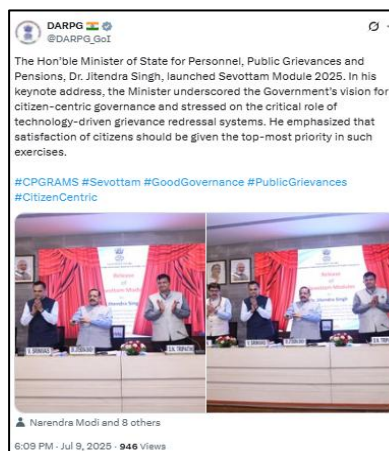 DARPG
@DARPG_GoI
The Hon'ble Minister of State for Personnel, Public Grievances and
Pensions, Dr. Jitendra Singh, launched Sevottam Module 2025. In his
keynote address, the Minister underscored the Government's vision for
citizen-centric governance and stressed on the critical role of
technology-driven grievance redressal systems. He emphasized that
satisfaction of citizens should be given the top-most priority in such
exercises.
#CPGRAMS #Sevottam #GoodGovernance #PublicGrievances
#CitizenCentric
Release
of
Release
of
Narendra Modi and 8 others
6:09 PM · Jul 9, 2025 · 946 Views